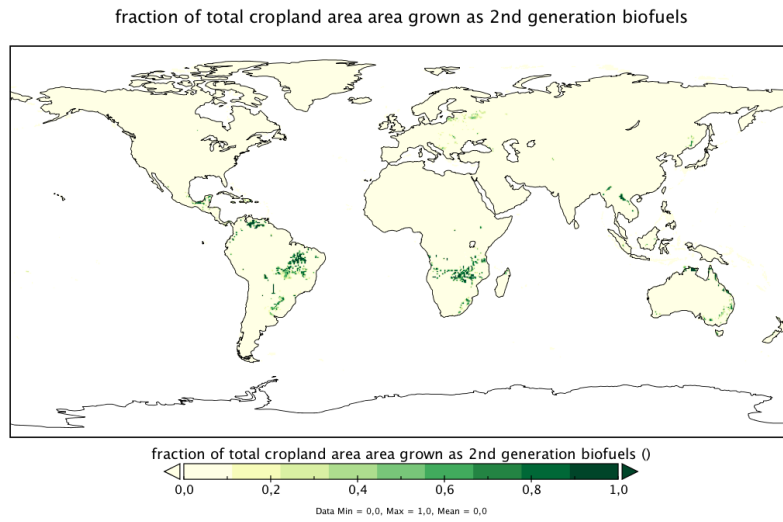 fraction of total cropland area area grown as 2nd generation biofuels
fraction of total cropland area area grown as 2nd generation biofuels ()
0,0 0,2 0,4 0,6 0,8 1,0
Data Min = 0,0, Max = 1,0, Mean = 0,0